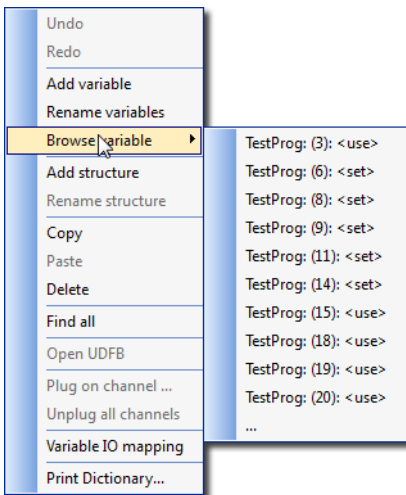 Undo
Redo
Add variable
Rename variables
Browse variable
Add structure
Rename structure
Copy
Paste
Delete
Find all
Open UDFB
Plug on channel ...
Unplug all channels
Variable IO mapping
Print Dictionary...
TestProg: (3): <use>
TestProg: (6): <set>
TestProg: (8): <set>
TestProg: (9): <set>
TestProg: (11): <set>
TestProg: (14): <set>
TestProg: (15): <use>
TestProg: (18): <use>
TestProg: (19): <use>
TestProg: (20): <use>
...